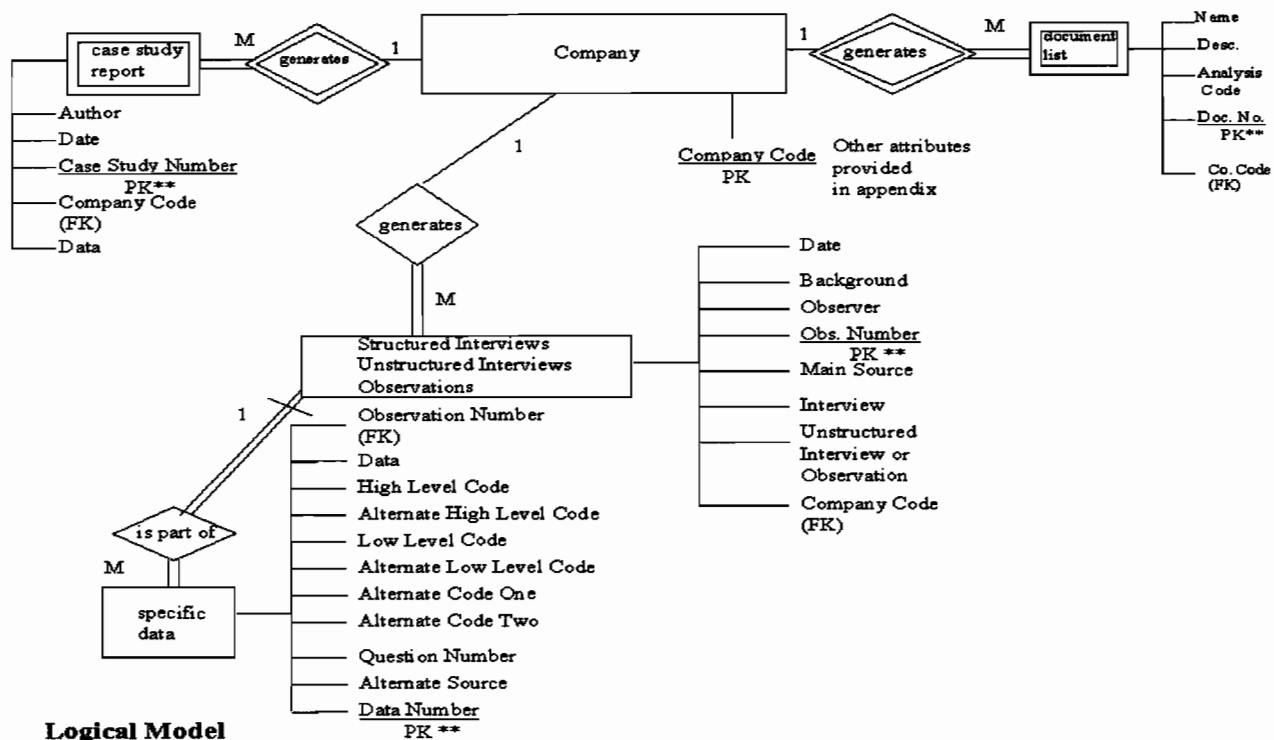 case study
report
M
generates
1
Company
1
generates
M
document
list
Name
Desc.
Analysis
Code
Doc. No.
PK**
Co. Code
(FK)
Author
Date
Case Study Number
PK**
Company Code
(FK)
Data
1
Company Code
PK
Other attributes
provided
in appendix
generates
M
Structured Interviews
Unstructured Interviews
Observations
Date
Background
Observer
Obs. Number
PK **
Main Source
Interview
Unstructured
Interview or
Observation
Company Code
(FK)
1
is part of
M
specific
data
Observation Number
(FK)
Data
High Level Code
Alternate High Level Code
Low Level Code
Alternate Low Level Code
Alternate Code One
Alternate Code Two
Question Number
Alternate Source
Data Number
PK **
Logical Model